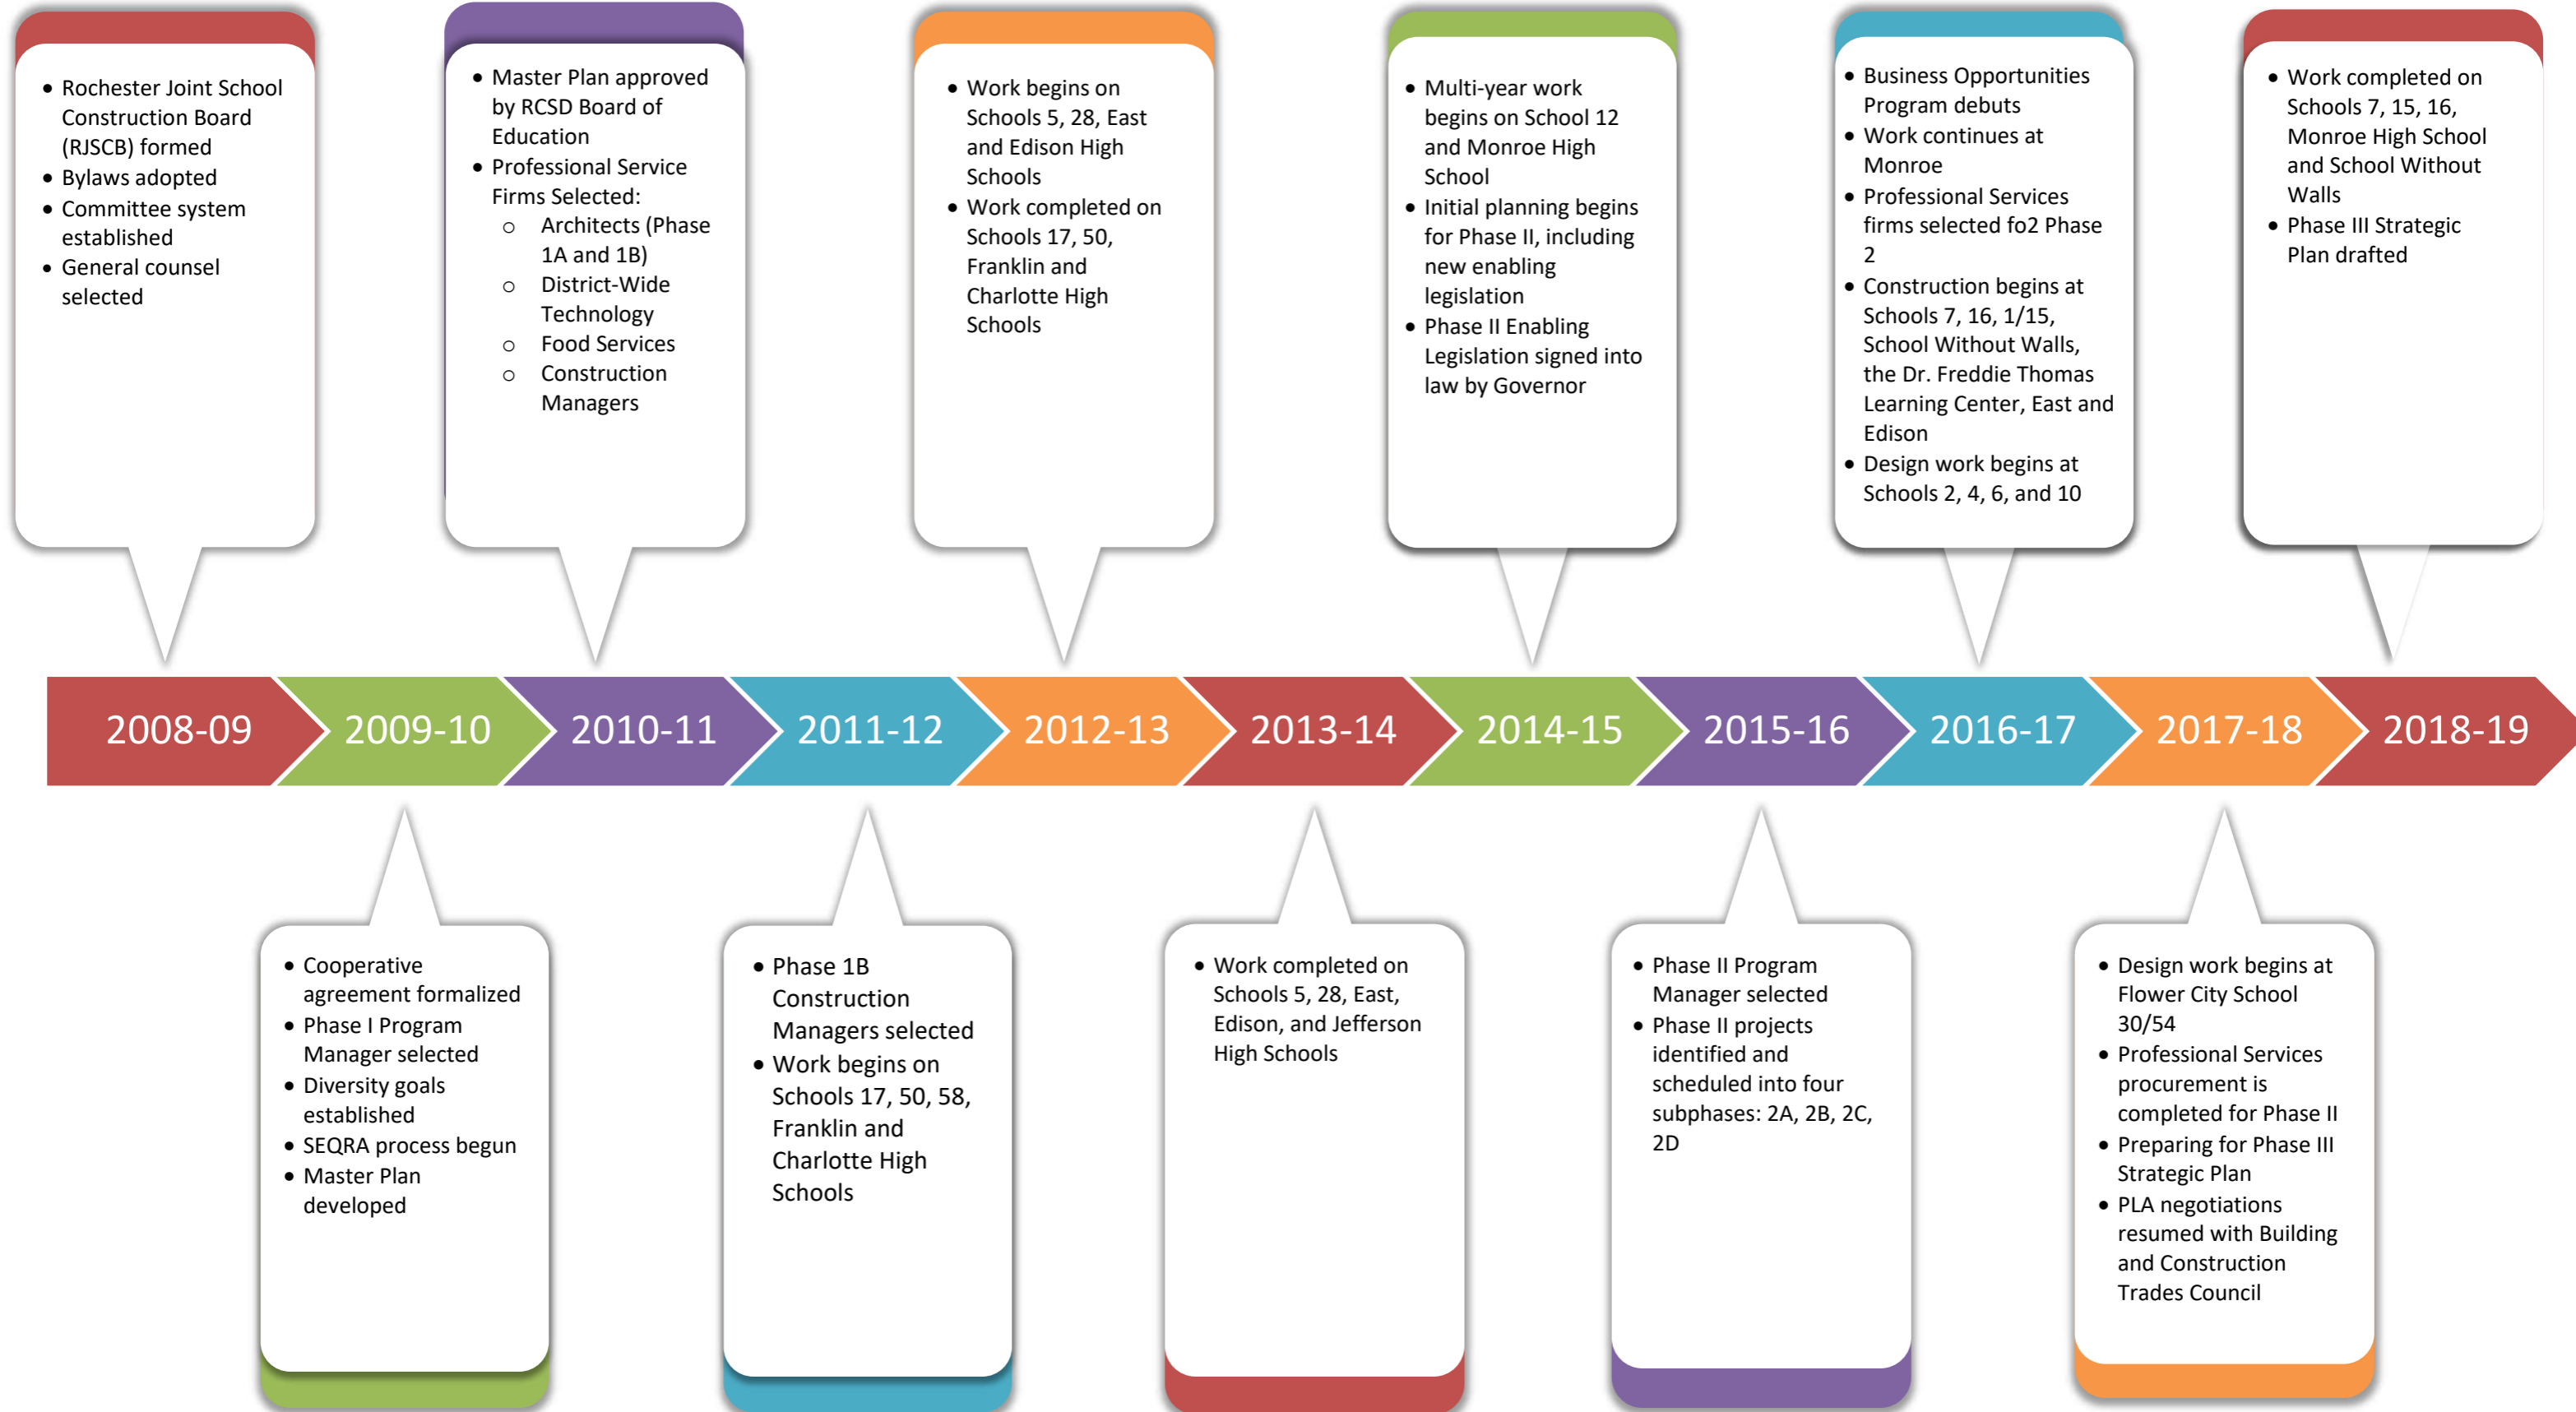 • Rochester Joint School
Construction Board
(RJSCB) formed
• Bylaws adopted
• Committee system
established
• General counsel
selected
• Master Plan approved
by RCSD Board of
Education
• Professional Service
Firms Selected:
o Architects (Phase
1A and 1B)
o District-Wide
Technology
o Food Services
o Construction
Managers
• Work begins on
Schools 5, 28, East
and Edison High
Schools
• Work completed on
Schools 17, 50,
Franklin and
Charlotte High
Schools
• Multi-year work
begins on School 12
and Monroe High
School
• Initial planning begins
for Phase II, including
new enabling
legislation
• Phase II Enabling
Legislation signed into
law by Governor
• Business Opportunities
Program debuts
• Work continues at
Monroe
• Professional Services
firms selected fo2 Phase
2
• Construction begins at
Schools 7, 16, 1/15,
School Without Walls,
the Dr. Freddie Thomas
Learning Center, East and
Edison
• Design work begins at
Schools 2, 4, 6, and 10
• Work completed on
Schools 7, 15, 16,
Monroe High School
and School Without
Walls
• Phase III Strategic
Plan drafted
2008-09
2009-10
2010-11
2011-12
2012-13
2013-14
2014-15
2015-16
2016-17
2017-18
2018-19
• Cooperative
agreement formalized
• Phase I Program
Manager selected
• Diversity goals
established
• SEQRA process begun
• Master Plan
developed
• Phase 1B
Construction
Managers selected
• Work begins on
Schools 17, 50, 58,
Franklin and
Charlotte High
Schools
• Work completed on
Schools 5, 28, East,
Edison, and Jefferson
High Schools
• Phase II Program
Manager selected
• Phase II projects
identified and
scheduled into four
subphases: 2A, 2B, 2C,
2D
• Design work begins at
Flower City School
30/54
• Professional Services
procurement is
completed for Phase II
• Preparing for Phase III
Strategic Plan
• PLA negotiations
resumed with Building
and Construction
Trades Council